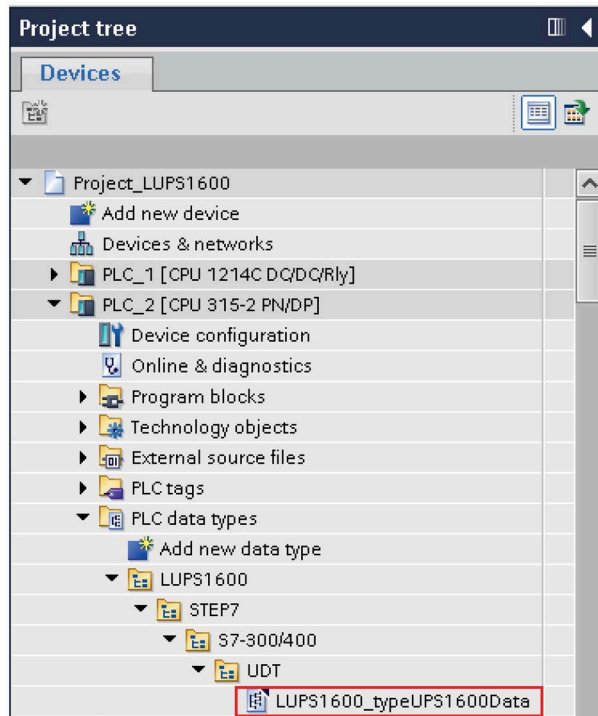 Project tree
Devices
Project_LUPS1600
Add new device
Devices & networks
PLC_1 [CPU 1214C DC/DC/Rly]
PLC_2 [CPU 315-2 PN/DP]
Device configuration
Online & diagnostics
Program blocks
Technology objects
External source files
PLC tags
PLC data types
Add new data type
LUPS1600
STEP7
S7-300/400
UDT
LUPS1600_typeUPS1600Data